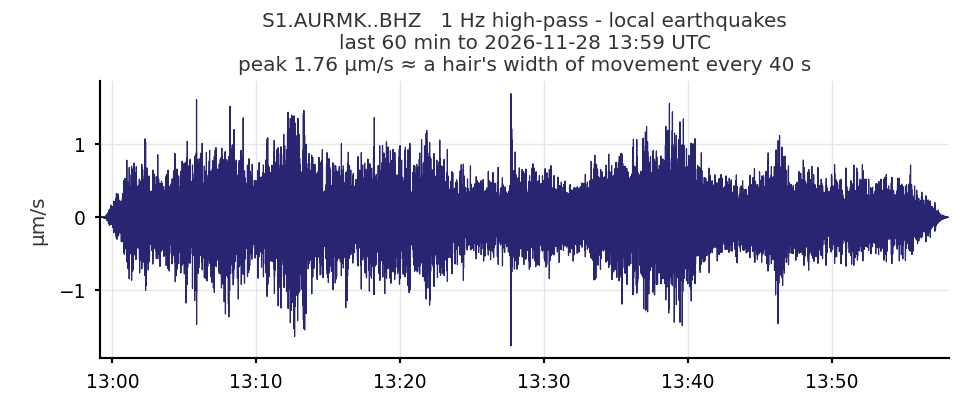 S1.AURMK..BHZ   1 Hz high-pass - local earthquakes
last 60 min to 2026-11-28 13:59 UTC
peak 1.76 µm/s ≈ a hair's width of movement every 40 s
µm/s
1
0
−1
13:00 13:10 13:20 13:30 13:40 13:50